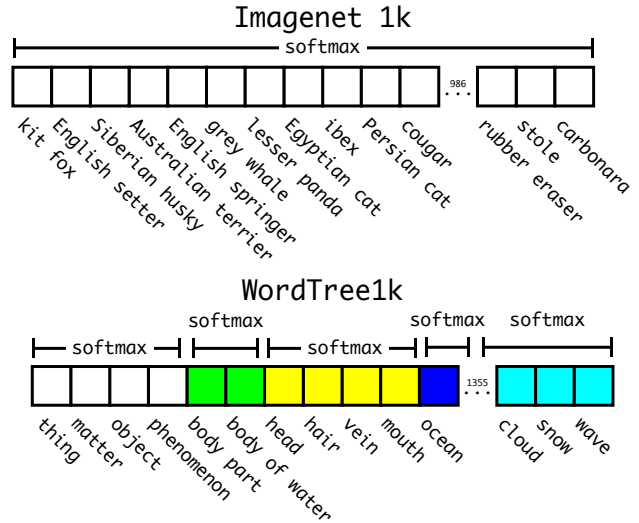 Imagenet 1k
softmax
986
...
kit fox
English setter
Siberian husky
Australian terrier
English springer
grey whale
lesser panda
Egyptian cat
ibex
Persian cat
cougar
rubber eraser
stole
carbonara
WordTree1k
softmax
softmax
softmax
softmax
softmax
1355
...
thing
matter
object
phenomenon
body part
body of water
head
hair
vein
mouth
ocean
cloud
snow
wave